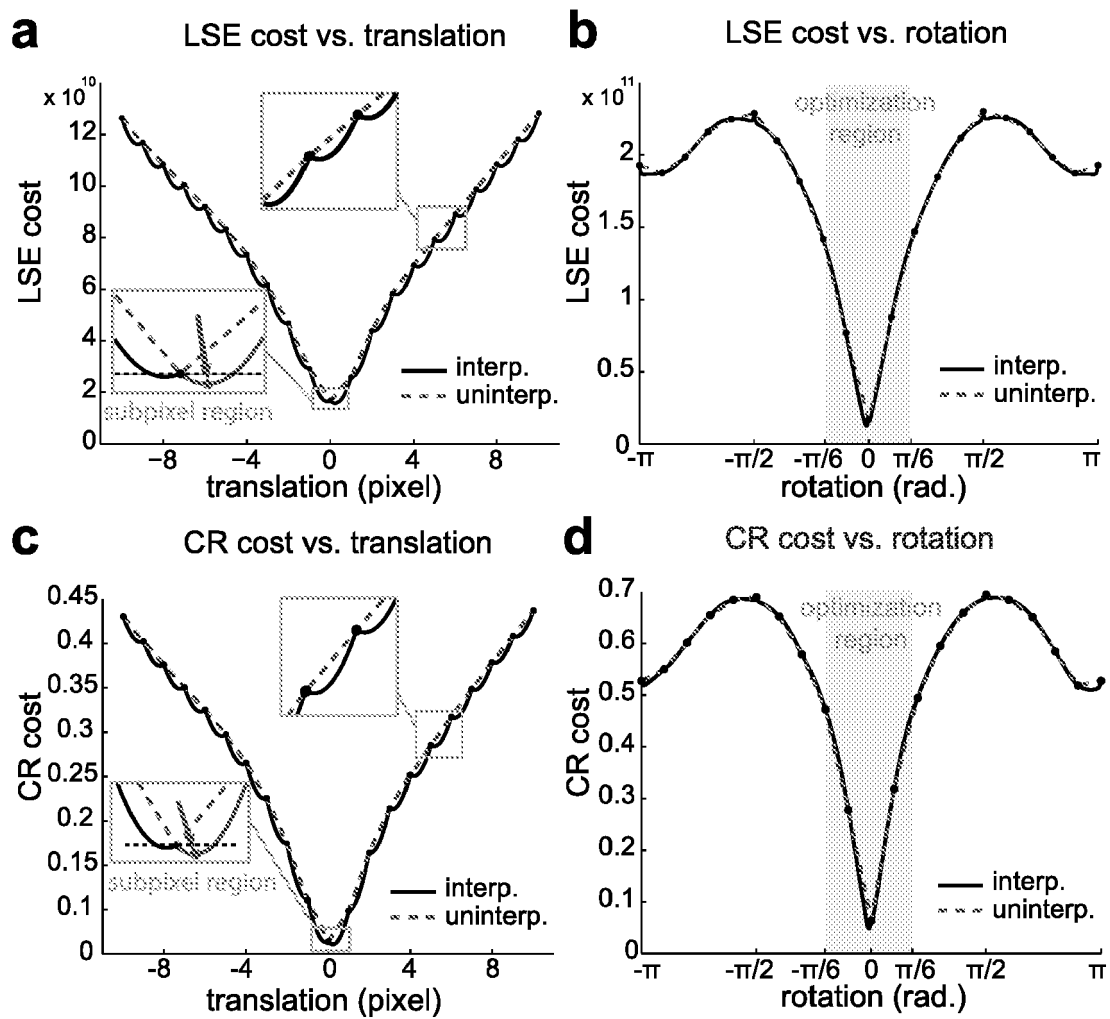 a
LSE cost vs. translation
x 10^10
12
10
8
6
4
2
0
LSE cost
subpixel region
interp.
uninterp.
−8
−4
0
4
8
translation (pixel)
b
LSE cost vs. rotation
x 10^11
optimization
region
2
1.5
1
0.5
0
LSE cost
interp.
uninterp.
-π
-π/2
-π/6
0
π/6
π/2
π
rotation (rad.)
c
CR cost vs. translation
0.45
0.4
0.35
0.3
0.25
0.2
0.15
0.1
0
CR cost
subpixel region
interp.
uninterp.
-8
-4
0
4
8
translation (pixel)
d
CR cost vs. rotation
optimization
region
0.7
0.6
0.5
0.4
0.3
0.2
0.1
0
CR cost
interp.
uninterp.
-π
-π/2
-π/6
0
π/6
π/2
π
rotation (rad.)